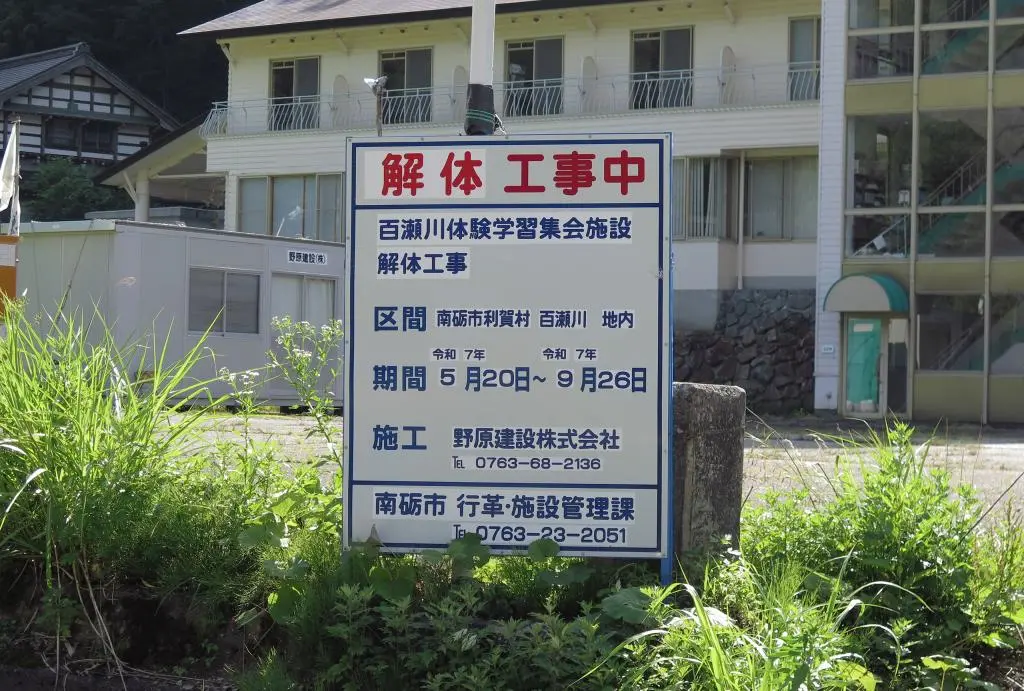 解体 工事中
百瀬川体験学習集会施設
解体工事
区間 南砺市利賀村 百瀬川 地内
令和 7年 令和 7年
期間 5月20日~9月26日
施工 野原建設株式会社
℡ 0763-68-2136
南砺市 行革・施設管理課
℡ 0763-23-2051
野原建設(株)